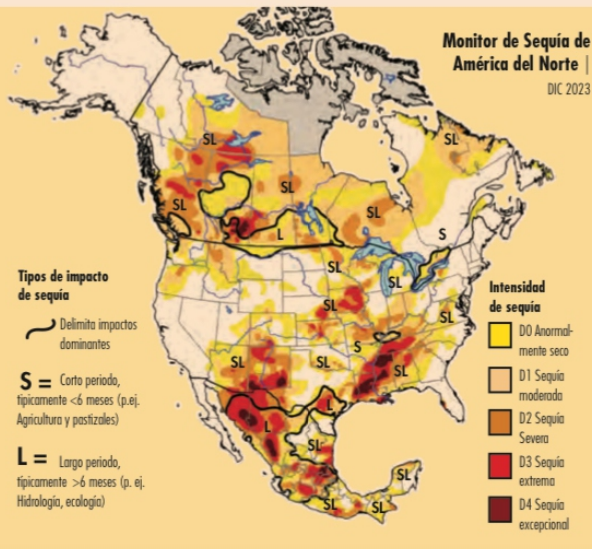 Monitor de Sequía de
América del Norte |
DIC 2023
SL
SL
SL
SL
SL
L
S
SL
SL
SL
SL
S
SL
SL
SL
L
L
SL
SL
SL
SL
Tipos de impacto
de sequía
Delimita impactos
dominantes
S = Corto periodo,
típicamente <6 meses (p.ej.
Agricultura y pastizales)
L = Largo periodo,
típicamente >6 meses (p. ej.
Hidrología, ecología)
Intensidad
de sequía
D0 Anormal-
mente seco
D1 Sequía
moderada
D2 Sequía
Severa
D3 Sequía
extrema
D4 Sequía
excepcional